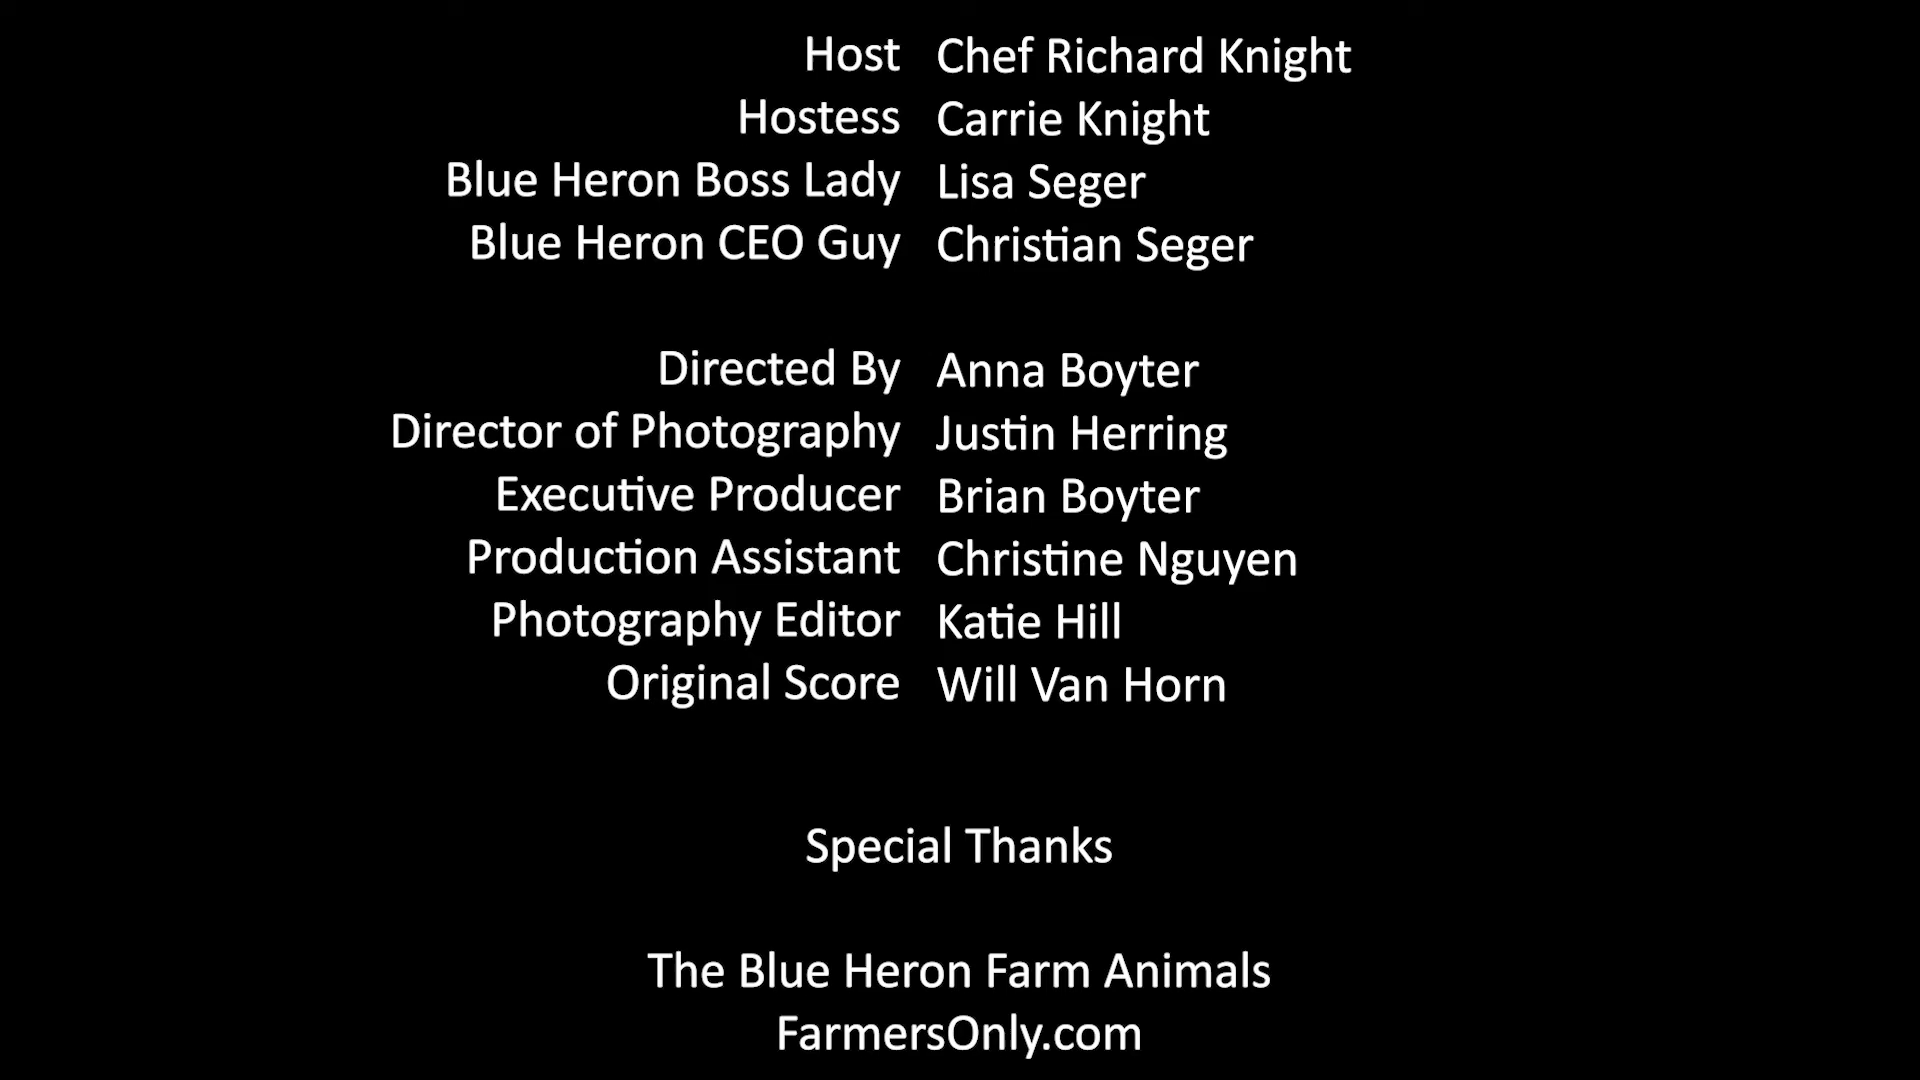 Host Chef Richard Knight
Hostess Carrie Knight
Blue Heron Boss Lady Lisa Seger
Blue Heron CEO Guy Christian Seger
Directed By Anna Boyter
Director of Photography Justin Herring
Executive Producer Brian Boyter
Production Assistant Christine Nguyen
Photography Editor Katie Hill
Original Score Will Van Horn
Special Thanks
The Blue Heron Farm Animals
FarmersOnly.com